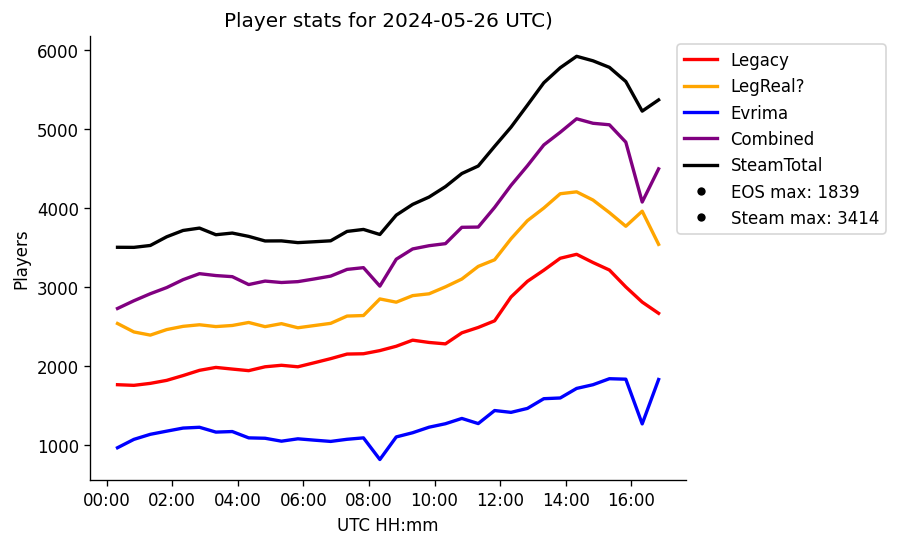 Player stats for 2024-05-26 UTC)
6000
5000
4000
3000
2000
1000
Players
00:00 02:00 04:00 06:00 08:00 10:00 12:00 14:00 16:00
UTC HH:mm
Legacy
LegReal?
Evrima
Combined
SteamTotal
EOS max: 1839
Steam max: 3414